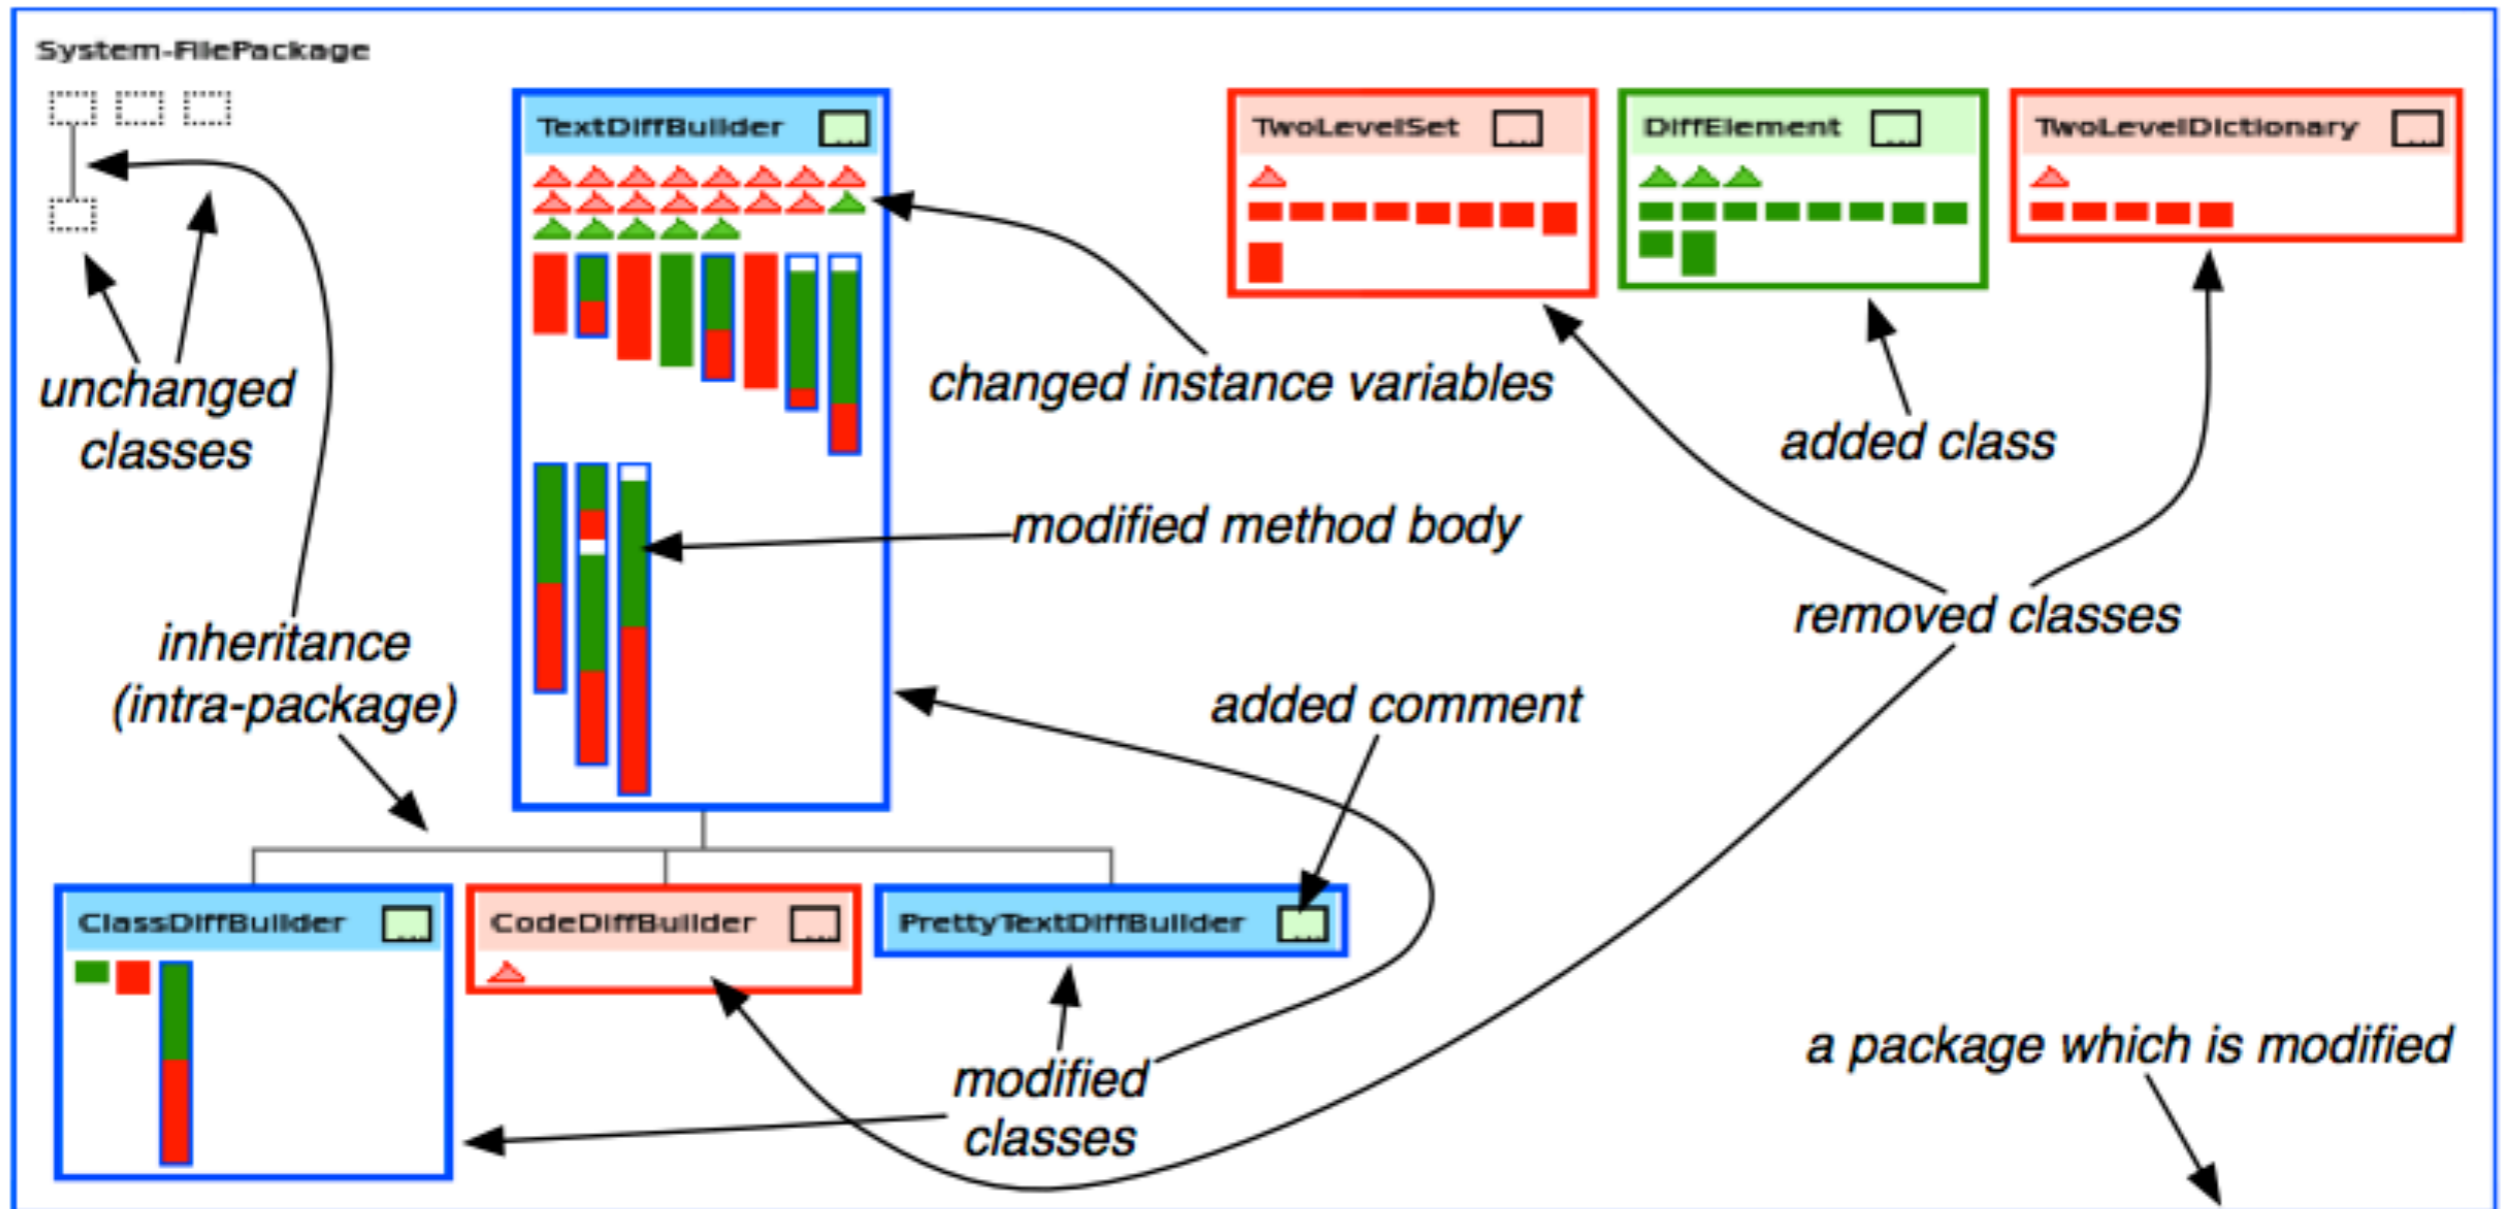 System-FilePackage
TextDiffBuilder
TwoLevelSet
DiffElement
TwoLevelDictionary
unchanged
classes
changed instance variables
added class
modified method body
inheritance
(intra-package)
removed classes
added comment
ClassDiffBuilder
CodeDiffBuilder
PrettyTextDiffBuilder
modified
classes
a package which is modified